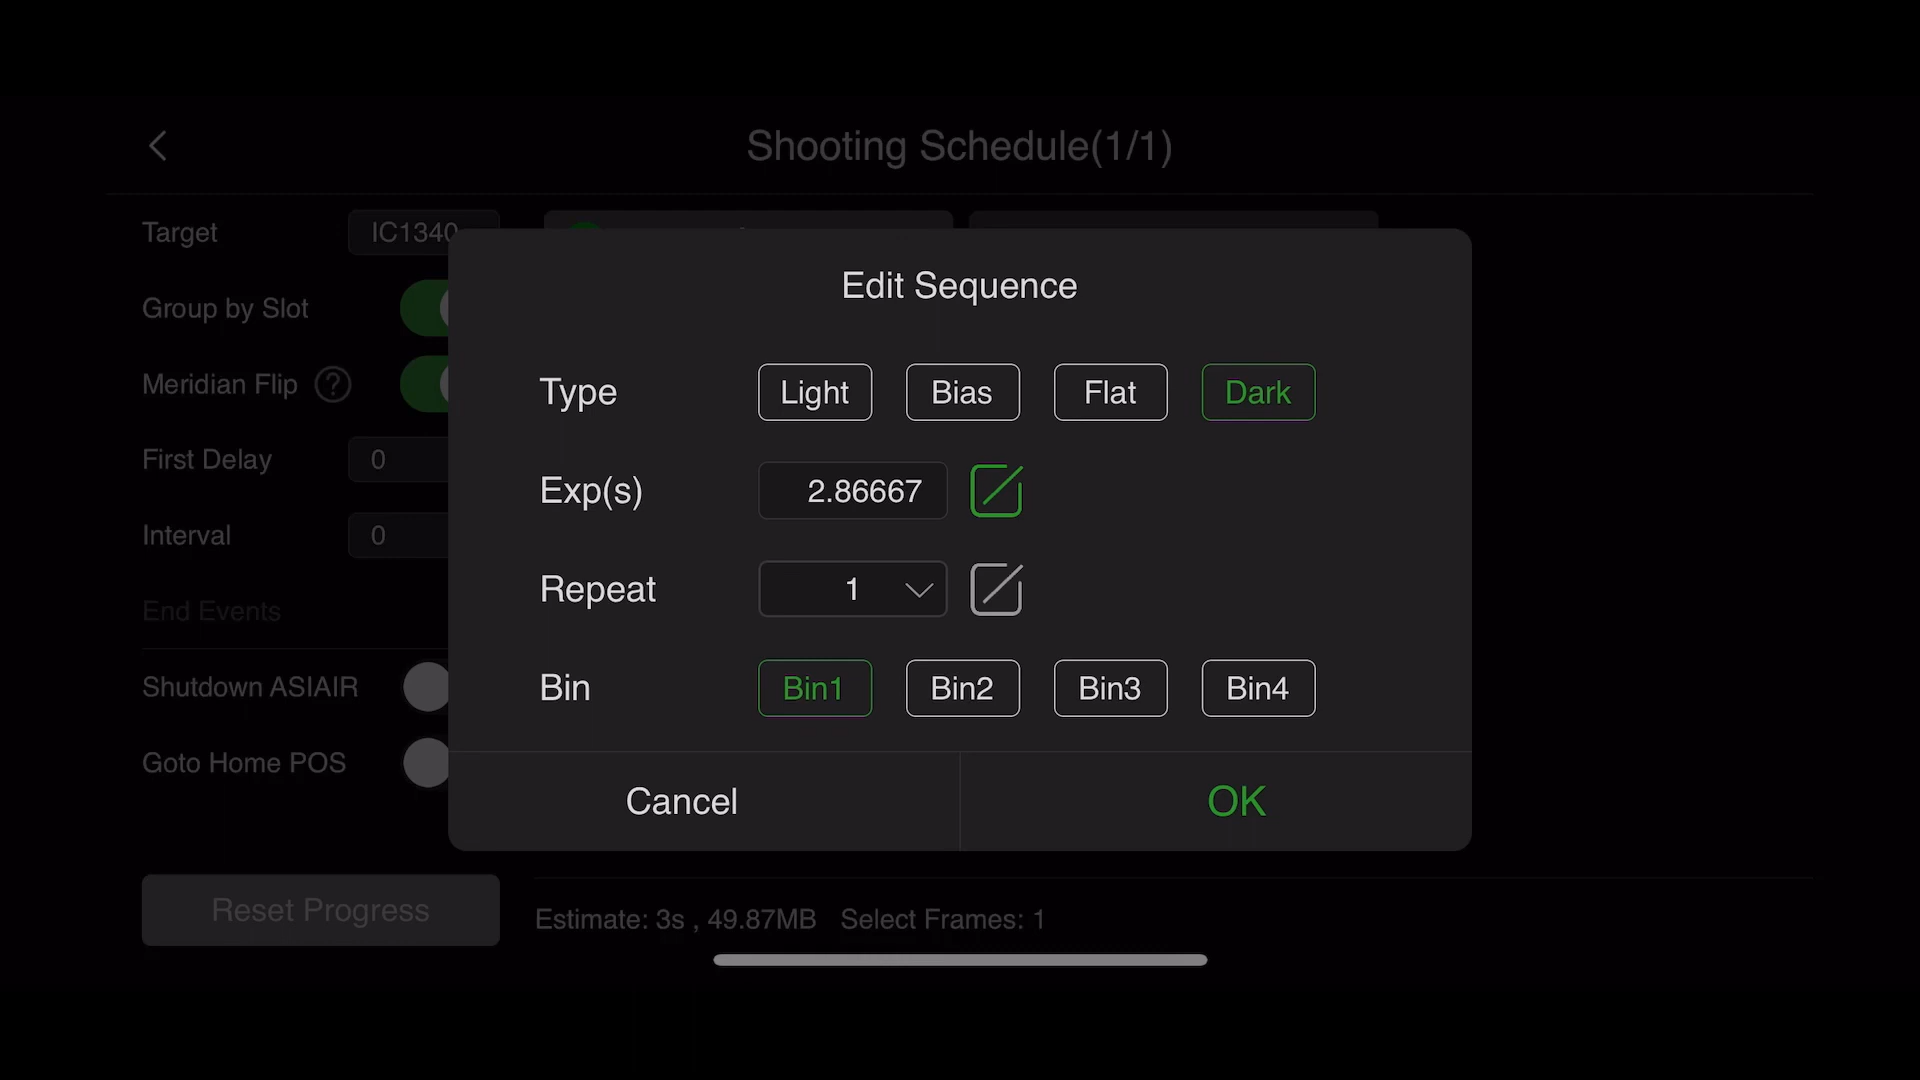 Shooting Schedule(1/1)
Target IC1340
Group by Slot
Meridian Flip ?
First Delay 0
Interval 0
End Events
Shutdown ASIAIR
Goto Home POS
Reset Progress
Edit Sequence
Type Light Bias Flat Dark
Exp(s) 2.86667
Repeat 1
Bin Bin1 Bin2 Bin3 Bin4
Cancel OK
Estimate: 3s , 49.87MB Select Frames: 1